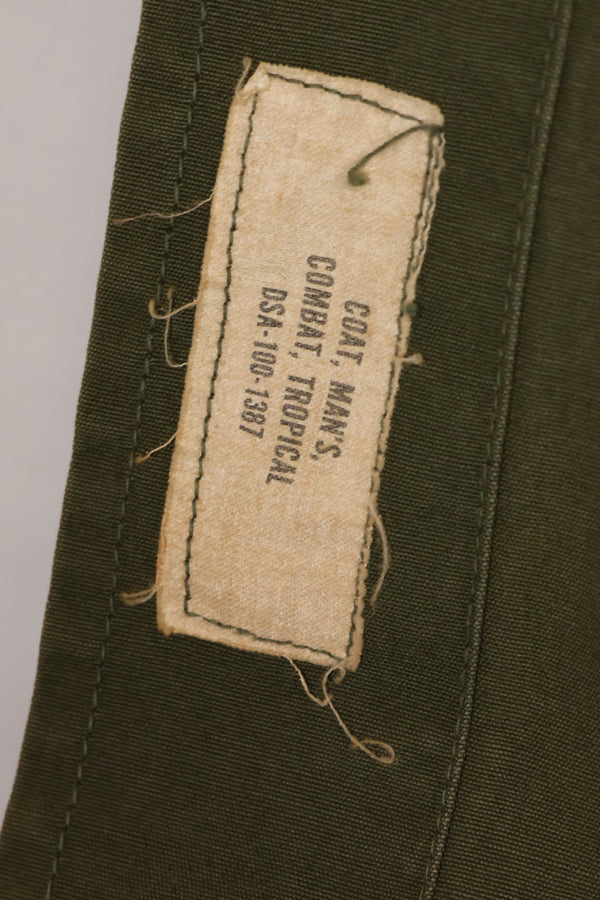 COAT, MAN'S,
COMBAT, TROPICAL
DSA-100-1387